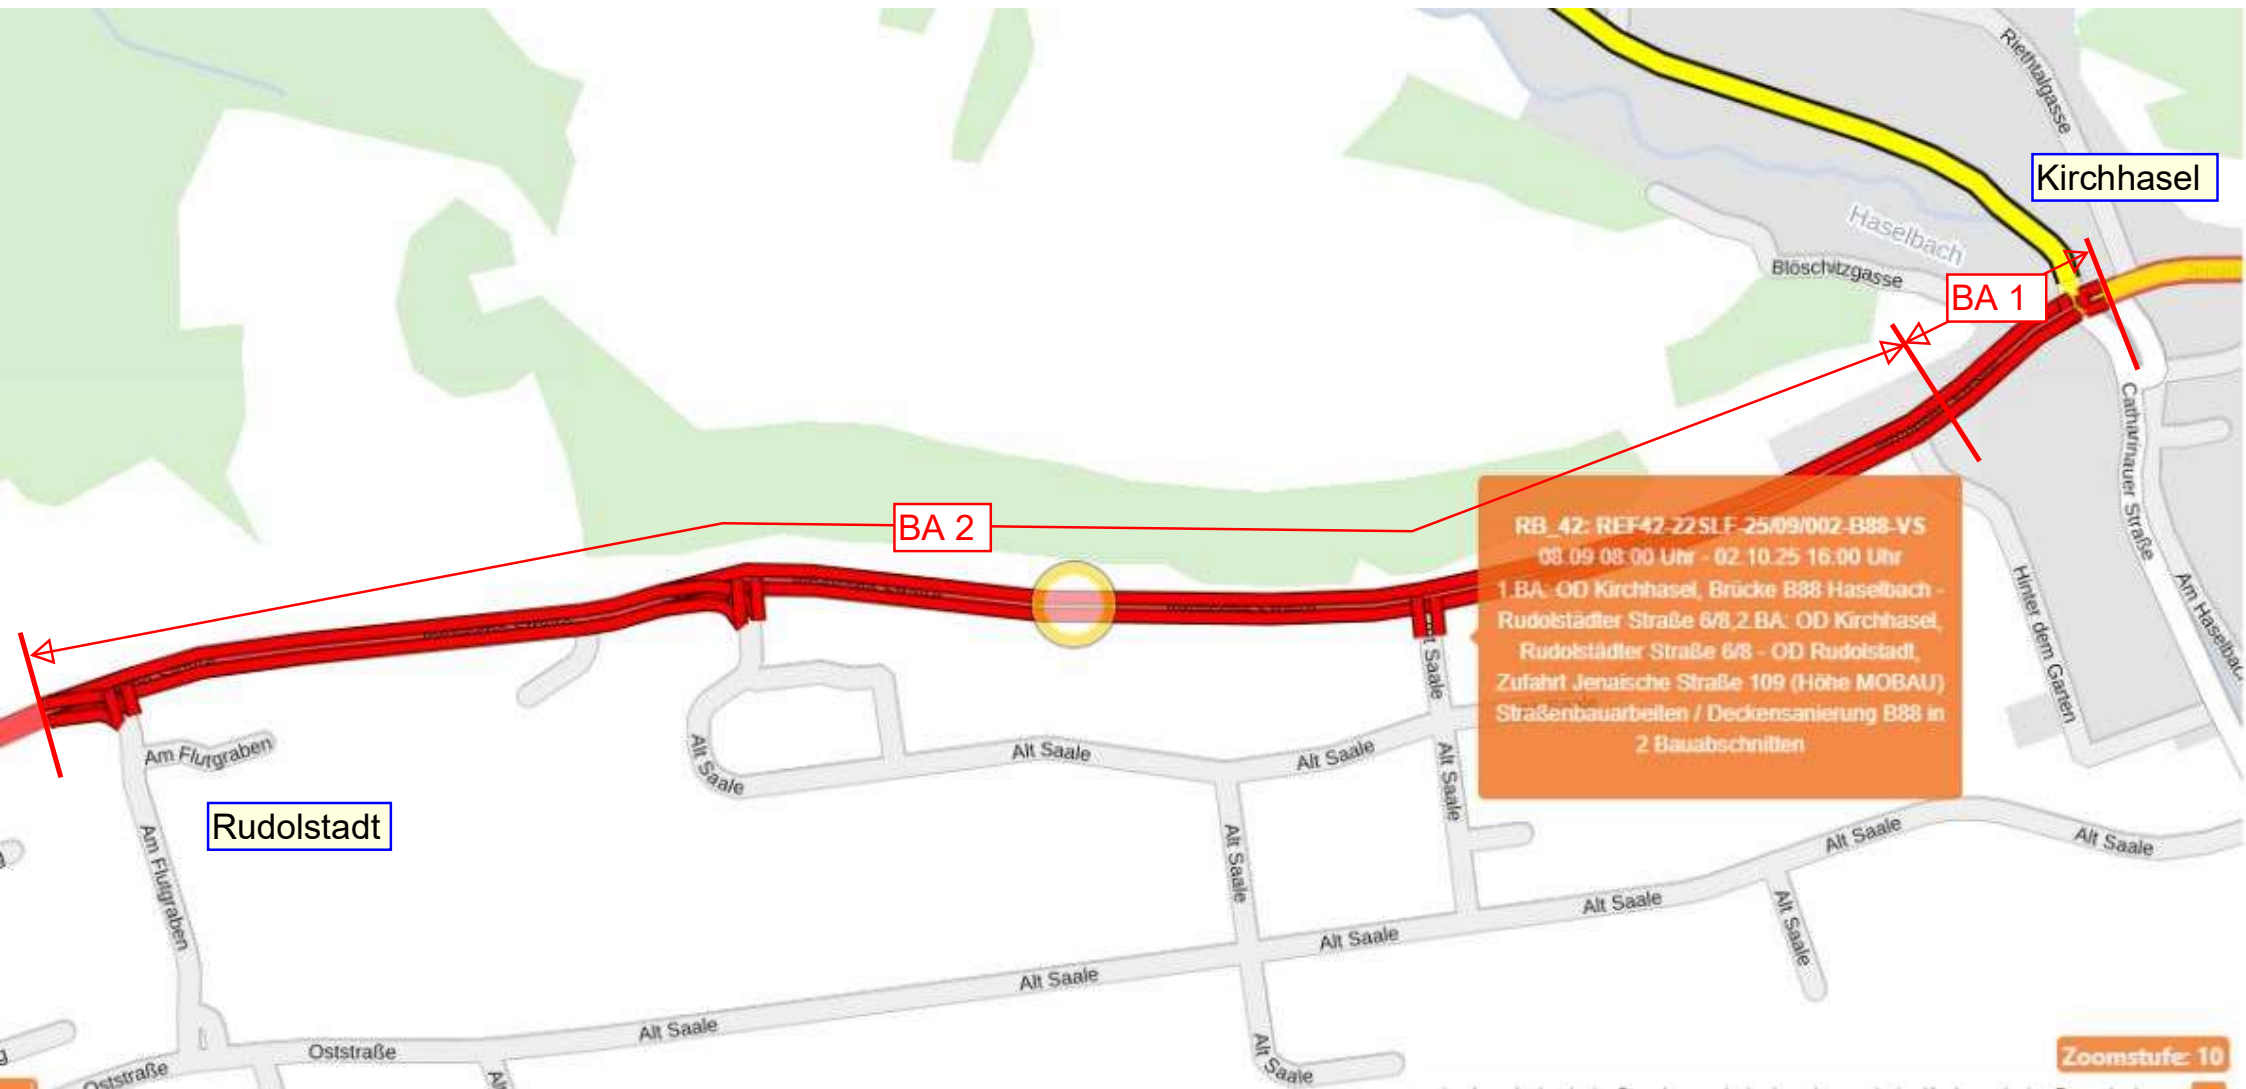 Riethtalgasse
Kirchhasel
Haselbach
Blöschitzgasse
BA 1
BA 2
RB_42: REF42-22SLF-25/09/002-B88-VS
08.09 08:00 Uhr - 02.10.25 16:00 Uhr
1.BA: OD Kirchhasel, Brücke B88 Haselbach -
Rudolstädter Straße 6/8,2.BA: OD Kirchhasel,
Rudolstädter Straße 6/8 - OD Rudolstadt,
Zufahrt Jenaische Straße 109 (Höhe MOBAU)
Straßenbauarbeiten / Deckensanierung B88 in
2 Bauabschnitten
Catharinauer Straße
Am Haselbach
Hinter dem Garten
Alt Saale
Am Flutgraben
Alt Saale
Alt Saale
Alt Saale
Alt Saale
Rudolstadt
Am Flutgraben
Alt Saale
Alt Saale
Alt Saale
Alt Saale
Alt Saale
Alt Saale
Alt Saale
Alt Saale
Oststraße
Oststraße
Alt Saale
Zoomstufe: 10